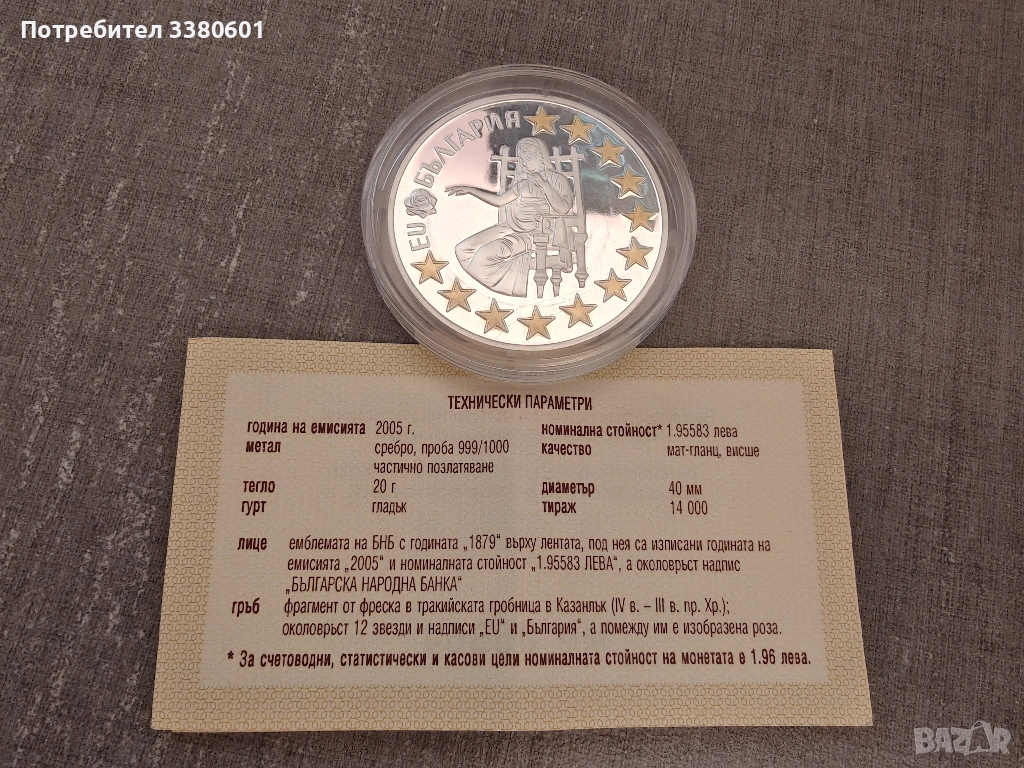 Потребител 3380601
EU БЪЛГАРИЯ
ТЕХНИЧЕСКИ ПАРАМЕТРИ
година на емисията 2005 г. номинална стойност* 1.95583 лева
метал сребро, проба 999/1000 качество мат-гланц, висше
частично позлатяване
тегло 20 г диаметър 40 мм
гурт гладък тираж 14 000
лице емблемата на БНБ с годината „1879“ върху лентата, под нея са изписани годината на
емисията „2005“ и номиналната стойност „1.95583 ЛЕВА“, а околовръст надпис
„БЪЛГАРСКА НАРОДНА БАНКА“
гръб фрагмент от фреска в тракийската гробница в Казанлък (IV в. – III в. пр. Хр.);
околовръст 12 звезди и надписи „EU“ и „България“, а помежду им е изобразена роза.
* За счетоводни, статистически и касови цели номиналната стойност на монетата е 1.96 лева.
BAZAR